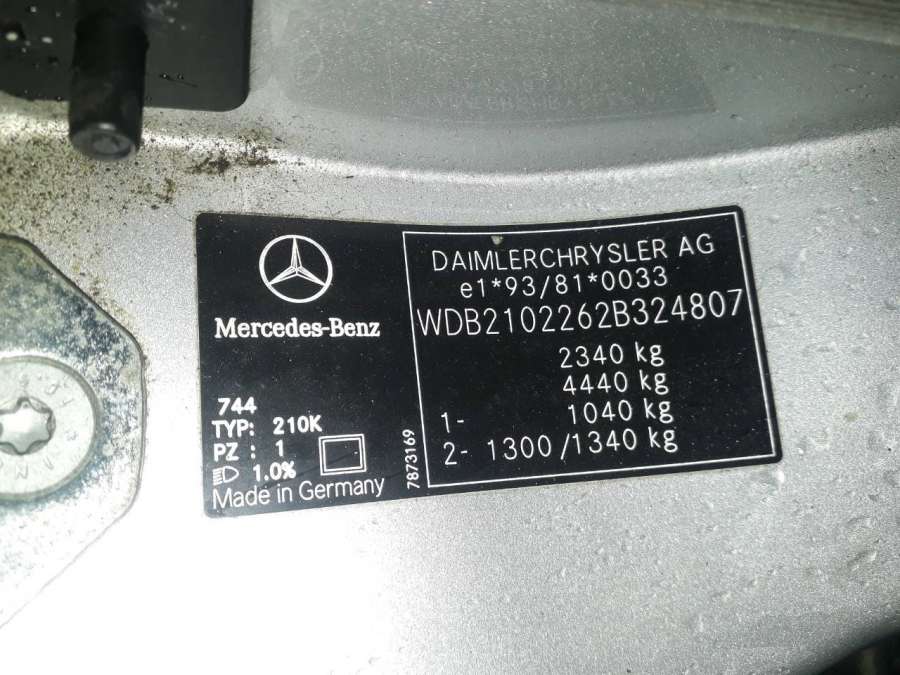 Mercedes-Benz
744
TYP: 210K
PZ : 1
1.0%
Made in Germany
7873169
DAIMLERCHRYSLER AG
e1*93/81*0033
WDB2102262B324807
2340 kg
4440 kg
1- 1040 kg
2- 1300/1340 kg